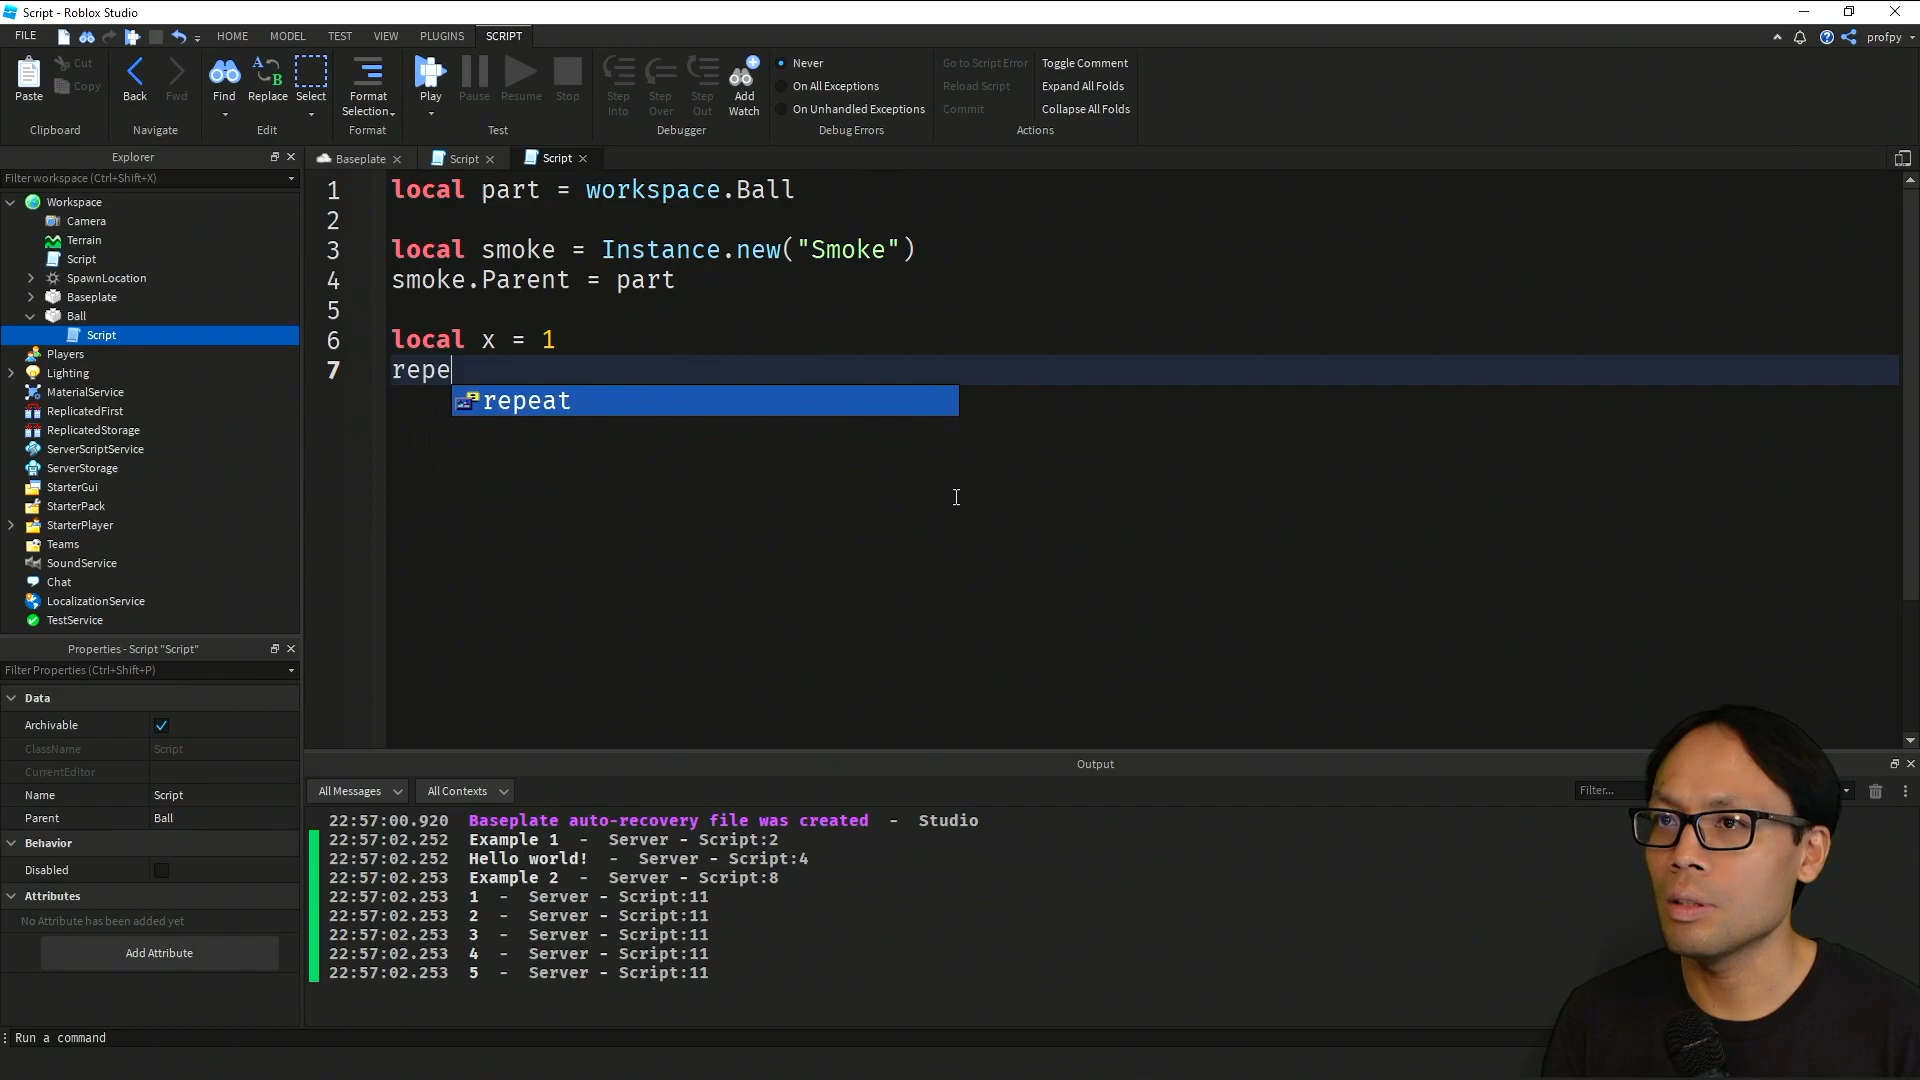 Script - Roblox Studio
FILE HOME MODEL TEST VIEW PLUGINS SCRIPT profpy
Paste Cut Copy Back Fwd Find Replace Select Format Selection Play Pause Resume Stop Step Into Step Over Step Out Add Watch
Never
On All Exceptions
On Unhandled Exceptions
Go to Script Error
Reload Script
Commit
Toggle Comment
Expand All Folds
Collapse All Folds
Clipboard Navigate Edit Format Test Debugger Debug Errors Actions
Explorer
Filter workspace (Ctrl+Shift+X)
Workspace
Camera
Terrain
Script
SpawnLocation
Baseplate
Ball
Script
Players
Lighting
MaterialService
ReplicatedFirst
ReplicatedStorage
ServerScriptService
ServerStorage
StarterGui
StarterPack
StarterPlayer
Teams
SoundService
Chat
LocalizationService
TestService
Properties - Script "Script"
Filter Properties (Ctrl+Shift+P)
Data
Archivable
ClassName Script
CurrentEditor
Name Script
Parent Ball
Behavior
Disabled
Attributes
No Attribute has been added yet
Add Attribute
Baseplate Script Script
1 local part = workspace.Ball
2
3 local smoke = Instance.new("Smoke")
4 smoke.Parent = part
5
6 local x = 1
7 repe
repeat
Output
All Messages All Contexts Filter...
22:57:00.920 Baseplate auto-recovery file was created - Studio
22:57:02.252 Example 1 - Server - Script:2
22:57:02.252 Hello world! - Server - Script:4
22:57:02.253 Example 2 - Server - Script:8
22:57:02.253 1 - Server - Script:11
22:57:02.253 2 - Server - Script:11
22:57:02.253 3 - Server - Script:11
22:57:02.253 4 - Server - Script:11
22:57:02.253 5 - Server - Script:11
Run a command